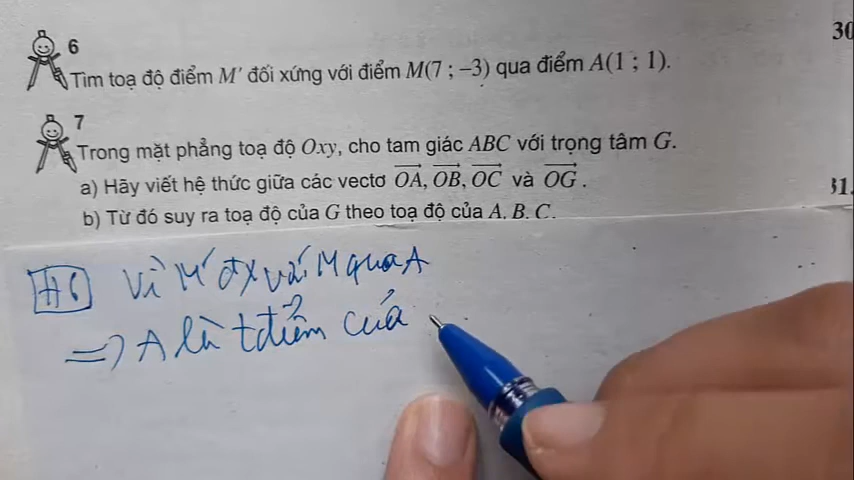 30
6
Tìm toạ độ điểm M' đối xứng với điểm M(7 ; –3) qua điểm A(1 ; 1).
7
Trong mặt phẳng toạ độ Oxy, cho tam giác ABC với trọng tâm G.
a) Hãy viết hệ thức giữa các vectơ OA, OB, OC và OG.
31.
b) Từ đó suy ra toạ độ của G theo toạ độ của A, B, C.
H6 Vì M' đx với M qua A
=> A là tđiểm của